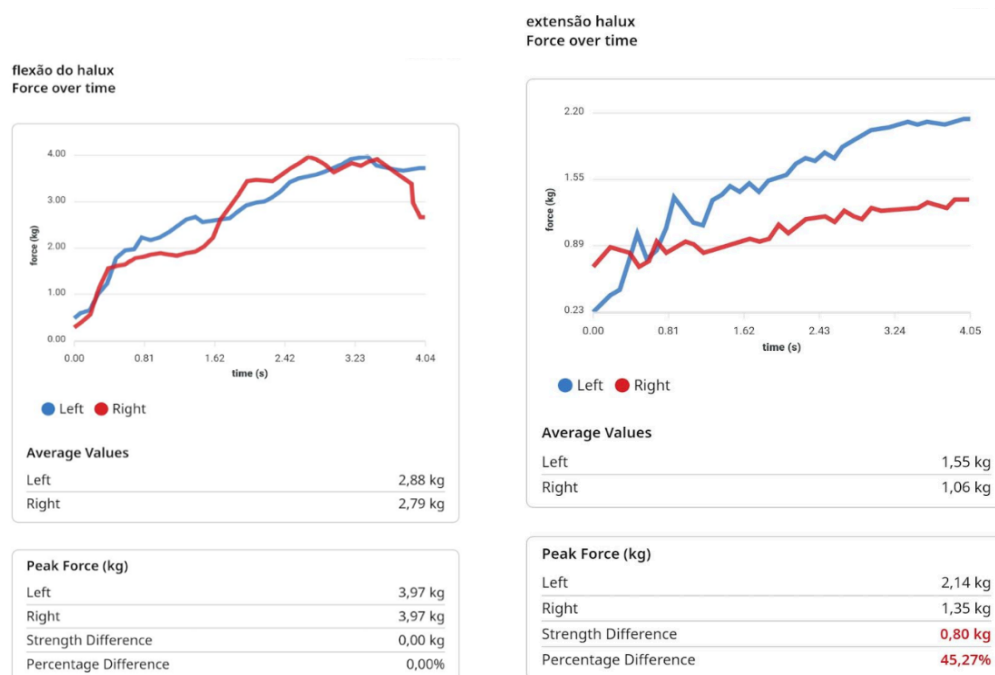 flexão do halux
Force over time
4.00
3.00
2.00
1.00
0.00
force (kg)
0.00 0.81 1.62 2.42 3.23 4.04
time (s)
Left Right
Average Values
Left 2,88 kg
Right 2,79 kg
Peak Force (kg)
Left 3,97 kg
Right 3,97 kg
Strength Difference 0,00 kg
Percentage Difference 0,00%
extensão halux
Force over time
2.20
1.55
0.89
0.23
force (kg)
0.00 0.81 1.62 2.43 3.24 4.05
time (s)
Left Right
Average Values
Left 1,55 kg
Right 1,06 kg
Peak Force (kg)
Left 2,14 kg
Right 1,35 kg
Strength Difference 0,80 kg
Percentage Difference 45,27%